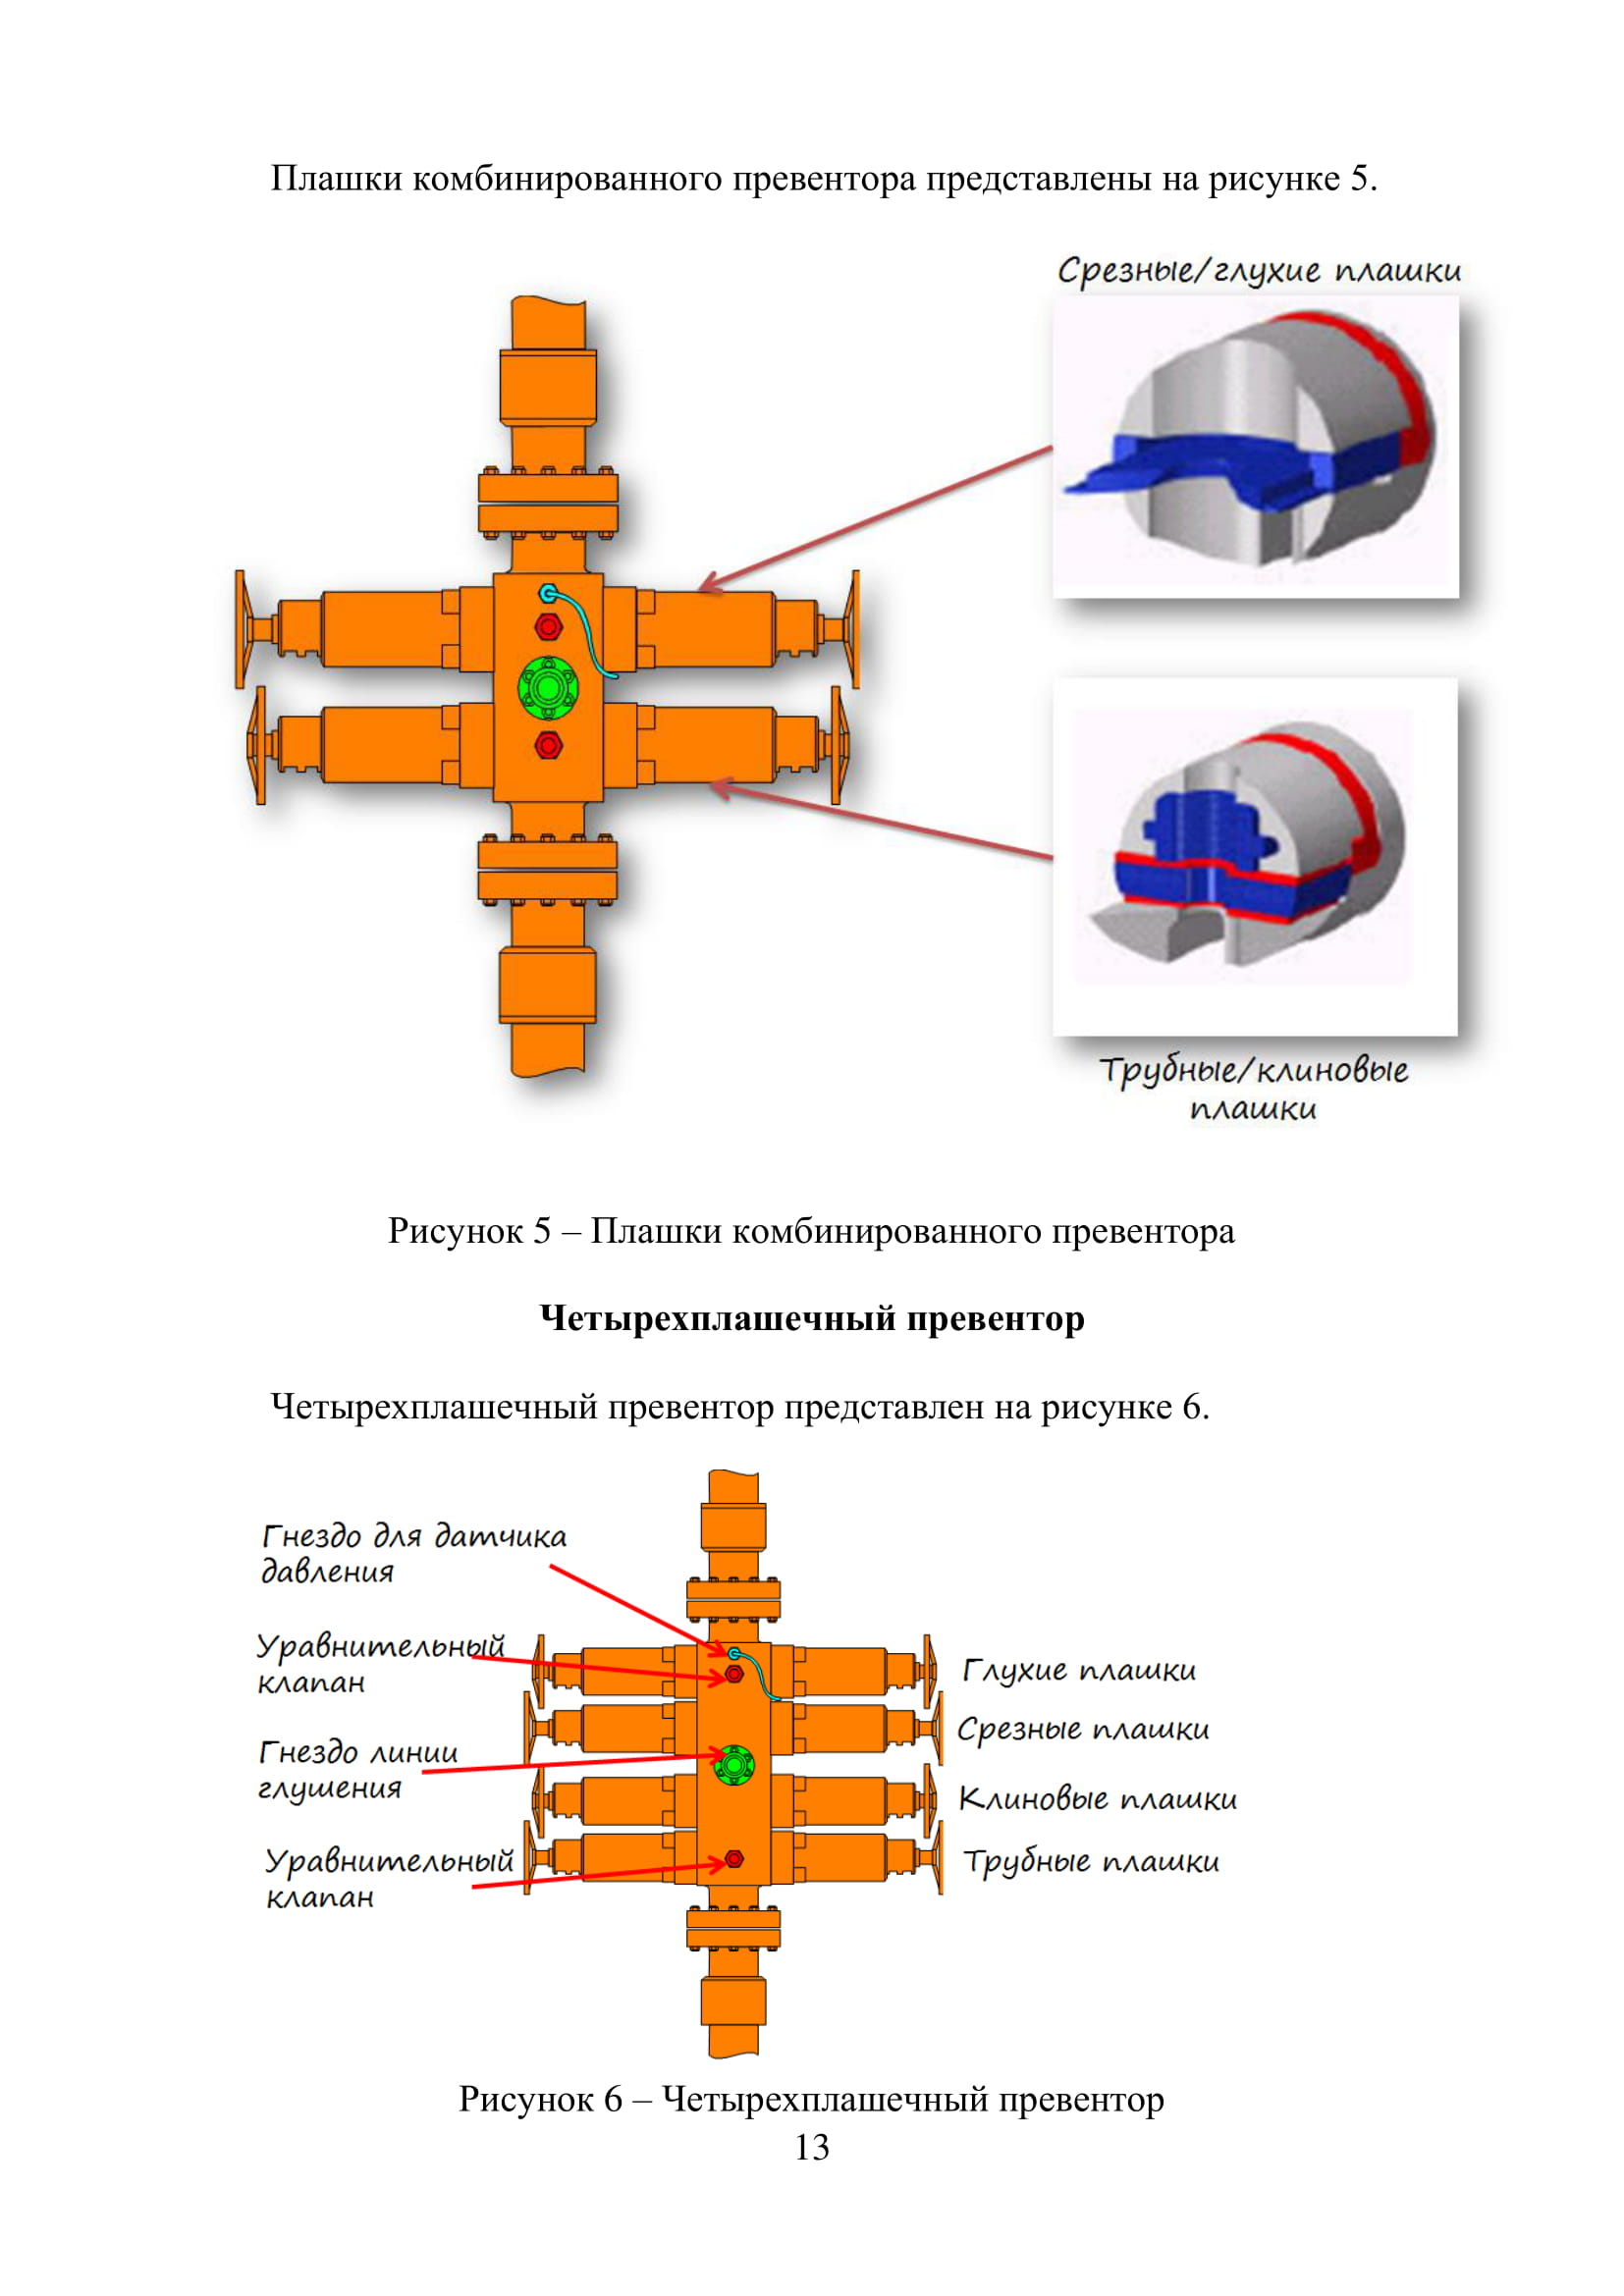 Плашки комбинированного превентора представлены на рисунке 5.
Срезные/глухие плашки
Трубные/клиновые
плашки
Рисунок 5 – Плашки комбинированного превентора
Четырехплашечный превентор
Четырехплашечный превентор представлен на рисунке 6.
Гнездо для датчика
давления
Уравнительный
клапан
Гнездо линии
глушения
Уравнительный
клапан
Глухие плашки
Срезные плашки
Клиновые плашки
Трубные плашки
Рисунок 6 – Четырехплашечный превентор
13